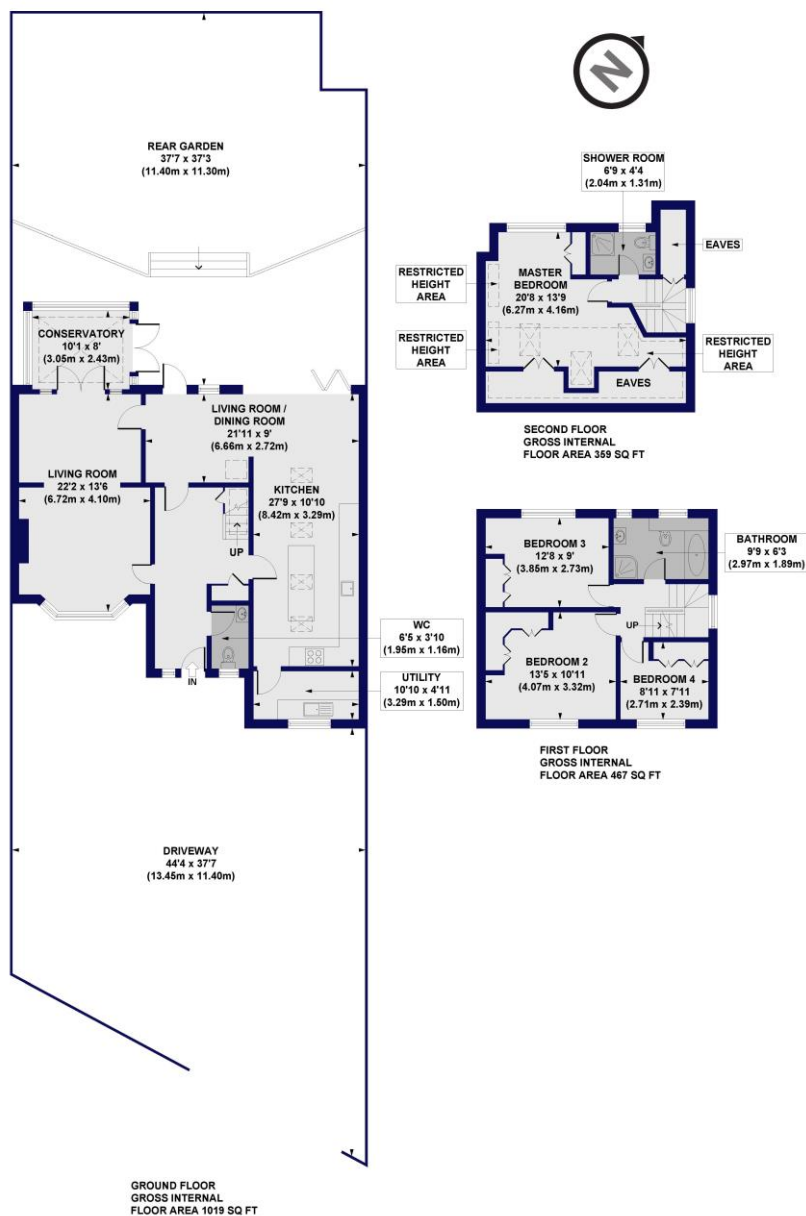 N
REAR GARDEN
37'7 x 37'3
(11.40m x 11.30m)
SHOWER ROOM
6'9 x 4'4
(2.04m x 1.31m)
EAVES
RESTRICTED
HEIGHT
AREA
MASTER
BEDROOM
20'8 x 13'9
(6.27m x 4.16m)
RESTRICTED
HEIGHT
AREA
RESTRICTED
HEIGHT
AREA
EAVES
SECOND FLOOR
GROSS INTERNAL
FLOOR AREA 359 SQ FT
CONSERVATORY
10'1 x 8'
(3.05m x 2.43m)
LIVING ROOM /
DINING ROOM
21'11 x 9'
(6.66m x 2.72m)
LIVING ROOM
22'2 x 13'6
(6.72m x 4.10m)
KITCHEN
27'9 x 10'10
(8.42m x 3.29m)
UP
IN
WC
6'5 x 3'10
(1.95m x 1.16m)
UTILITY
10'10 x 4'11
(3.29m x 1.50m)
BEDROOM 3
12'8 x 9'
(3.85m x 2.73m)
BATHROOM
9'9 x 6'3
(2.97m x 1.89m)
UP
BEDROOM 2
13'5 x 10'11
(4.07m x 3.32m)
BEDROOM 4
8'11 x 7'11
(2.71m x 2.39m)
FIRST FLOOR
GROSS INTERNAL
FLOOR AREA 467 SQ FT
DRIVEWAY
44'4 x 37'7
(13.45m x 11.40m)
GROUND FLOOR
GROSS INTERNAL
FLOOR AREA 1019 SQ FT